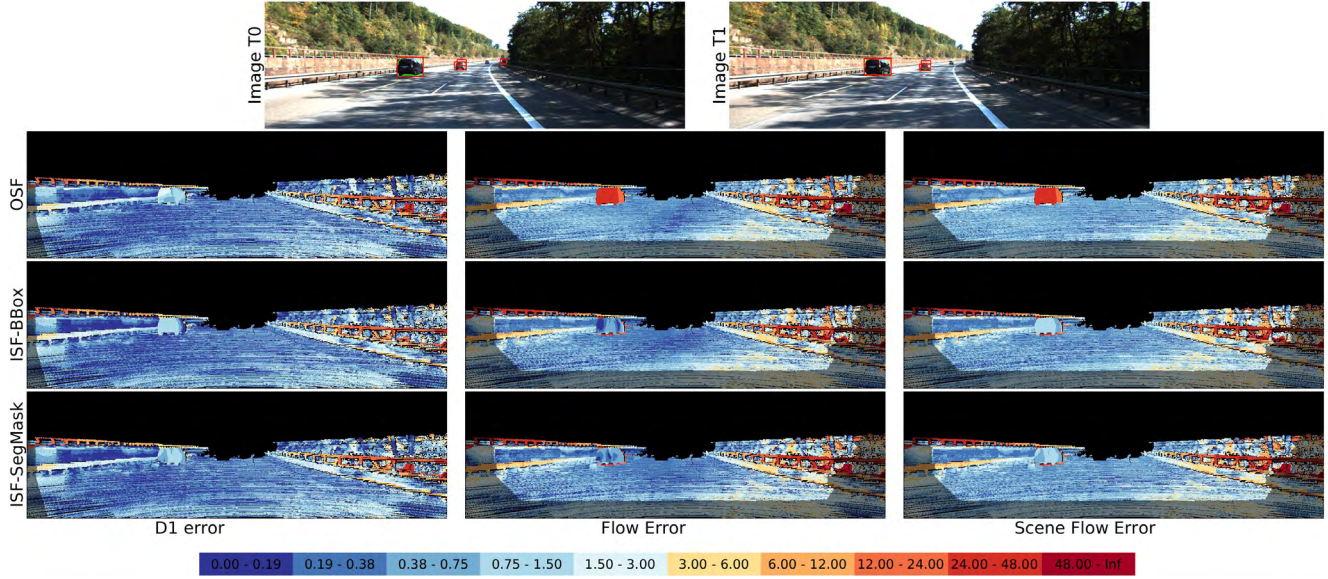 Image T0
Image T1
OSF
ISF-BBox
ISF-SegMask
D1 error
Flow Error
Scene Flow Error
0.00 - 0.19 0.19 - 0.38 0.38 - 0.75 0.75 - 1.50 1.50 - 3.00 3.00 - 6.00 6.00 - 12.00 12.00 - 24.00 24.00 - 48.00 48.00 - Inf